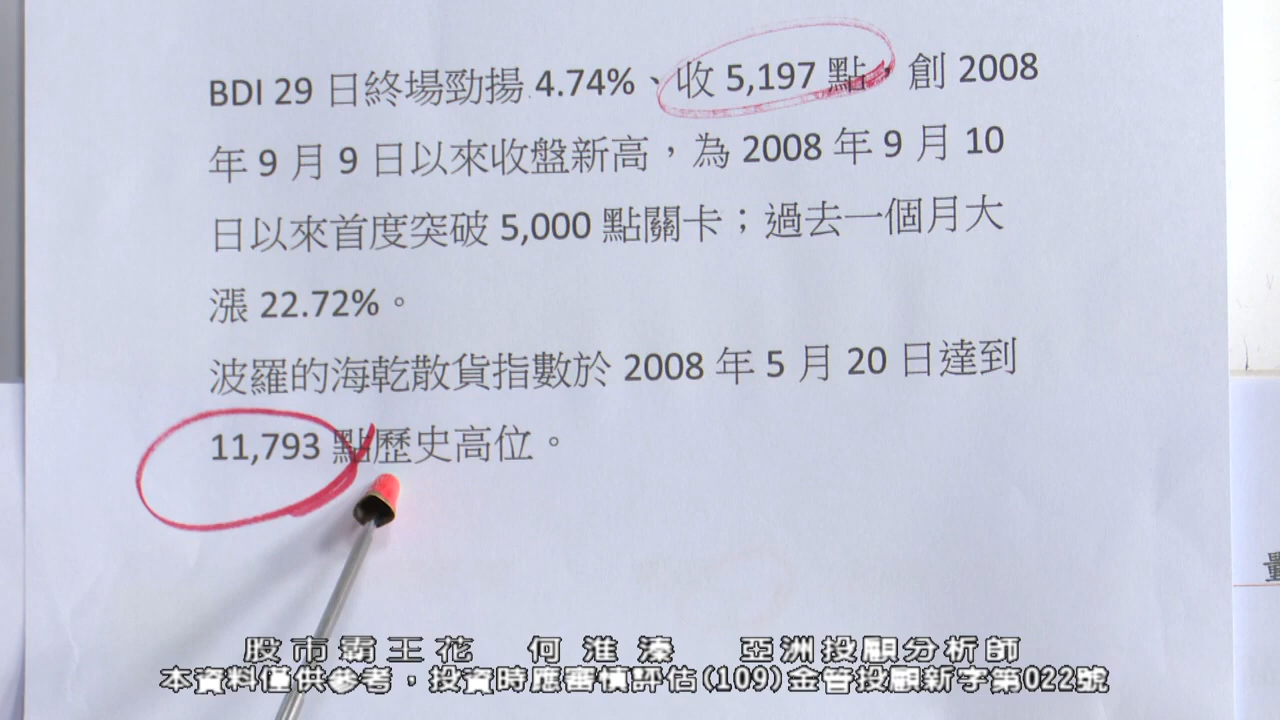 BDI 29 日終場勁揚 4.74%、收 5,197 點，創 2008
年 9 月 9 日以來收盤新高，為 2008 年 9 月 10
日以來首度突破 5,000 點關卡；過去一個月大
漲 22.72%。
波羅的海乾散貨指數於 2008 年 5 月 20 日達到
11,793 點歷史高位。
股市霸王花 何淮溱 亞洲投顧分析師
本資料僅供參考，投資時應審慎評估(109)金管投顧新字第022號